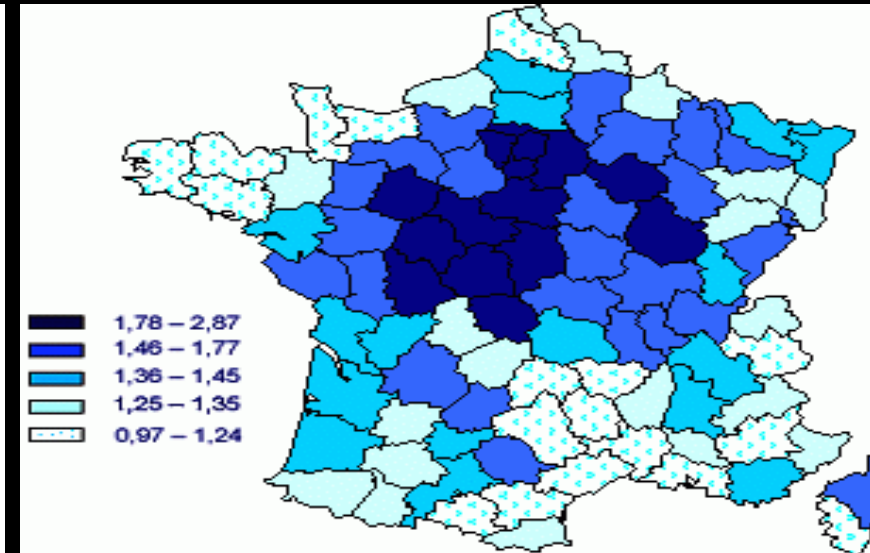 1,78 – 2,87
1,46 – 1,77
1,36 – 1,45
1,25 – 1,35
0,97 – 1,24